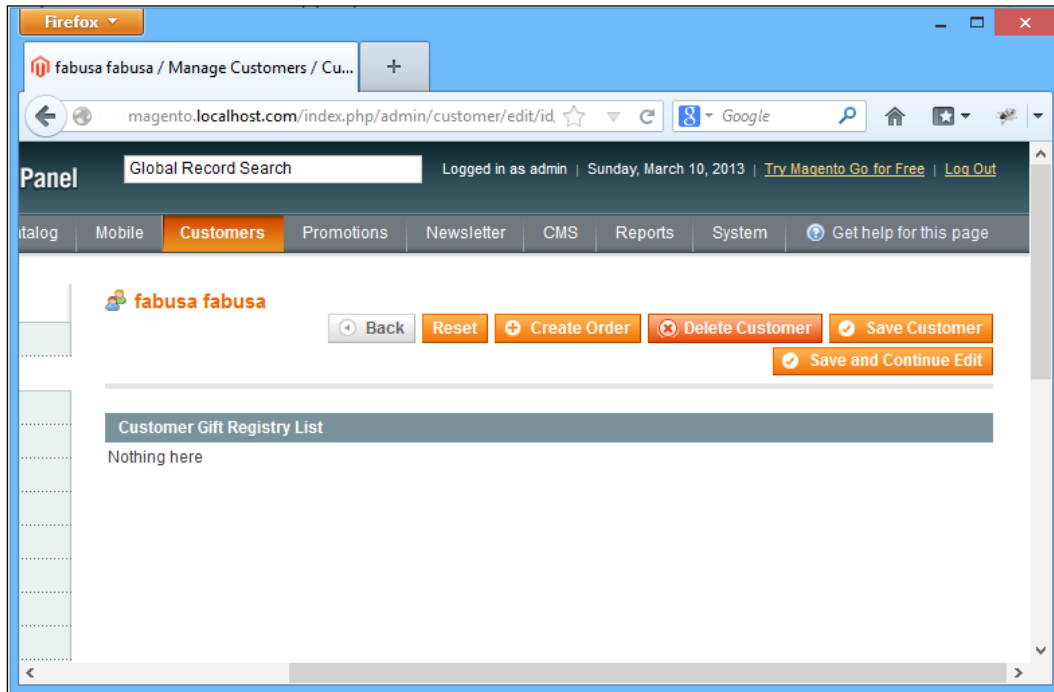 Firefox
fabusa fabusa / Manage Customers / Cu...
magento.localhost.com/index.php/admin/customer/edit/id,
Google
Panel
Global Record Search
Logged in as admin | Sunday, March 10, 2013 | Try Magento Go for Free | Log Out
atalog Mobile Customers Promotions Newsletter CMS Reports System Get help for this page
fabusa fabusa
Back Reset Create Order Delete Customer Save Customer
Save and Continue Edit
Customer Gift Registry List
Nothing here